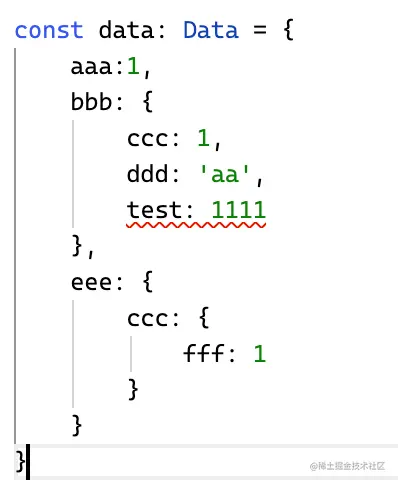 const data: Data = {
    aaa:1,
    bbb: {
        ccc: 1,
        ddd: 'aa',
        test: 1111
    },
    eee: {
        ccc: {
            fff: 1
        }
    }
}
@稀土掘金技术社区